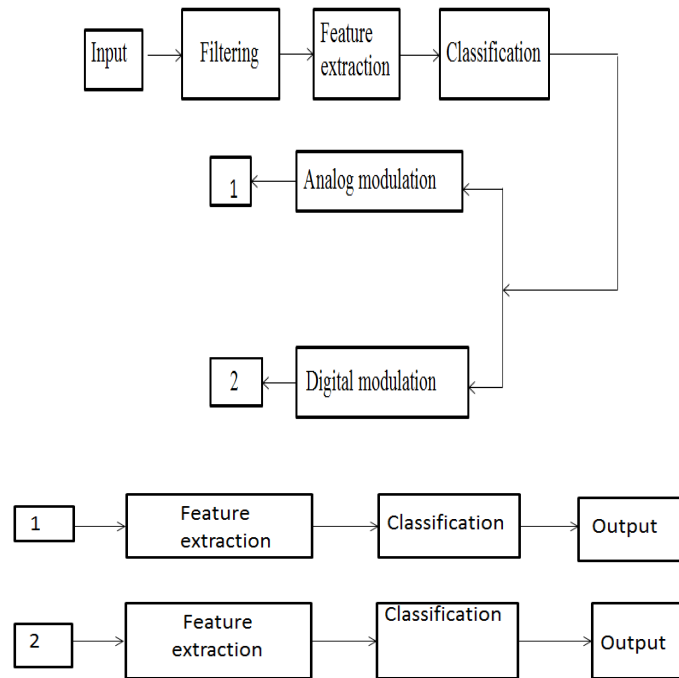 Input
Filtering
Feature
extraction
Classification
1
Analog modulation
2
Digital modulation
1
Feature
extraction
Classification
Output
2
Feature
extraction
Classification
Output